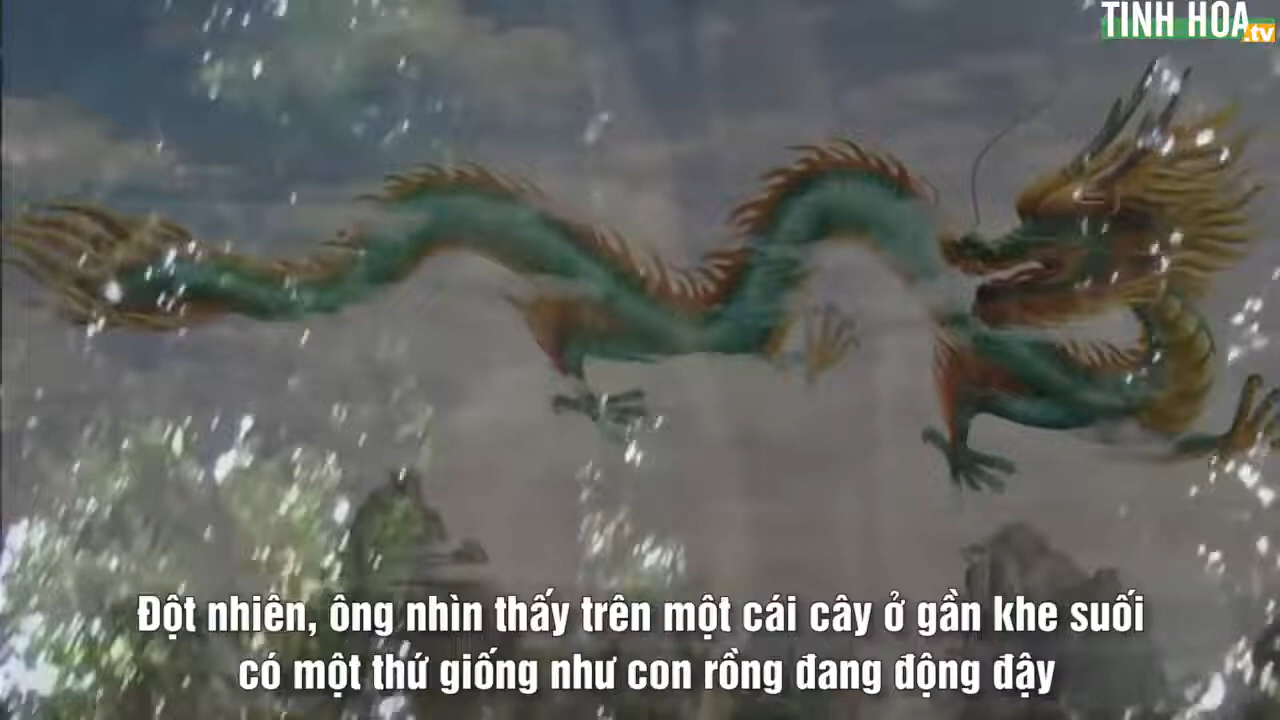 TINH HOA
.tv
Đột nhiên, ông nhìn thấy trên một cái cây ở gần khe suối
có một thứ giống như con rồng đang động đậy